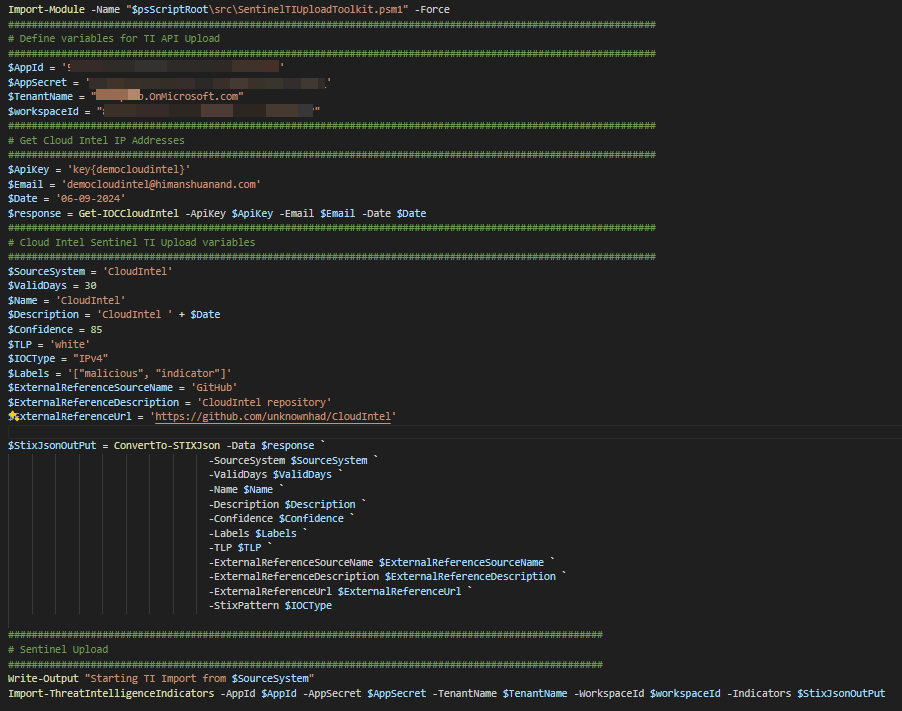 Import-Module -Name "$psScriptRoot\src\SentinelTIUploadToolkit.psm1" -Force
##############################################################################################################
# Define variables for TI API Upload
##############################################################################################################
$AppId = ' '
$AppSecret = ' '
$TenantName = " .OnMicrosoft.com"
$workspaceId = " "
##############################################################################################################
# Get Cloud Intel IP Addresses
##############################################################################################################
$ApiKey = 'key{democloudintel}'
$Email = 'democloudintel@himanshuanand.com'
$Date = '06-09-2024'
$response = Get-IOCCloudIntel -ApiKey $ApiKey -Email $Email -Date $Date
##############################################################################################################
# Cloud Intel Sentinel TI Upload variables
##############################################################################################################
$SourceSystem = 'CloudIntel'
$ValidDays = 30
$Name = 'CloudIntel'
$Description = 'CloudIntel ' + $Date
$Confidence = 85
$TLP = 'white'
$IOCType = "IPv4"
$Labels = '["malicious", "indicator"]'
$ExternalReferenceSourceName = 'GitHub'
$ExternalReferenceDescription = 'CloudIntel repository'
$ExternalReferenceUrl = 'https://github.com/unknownhad/CloudIntel'
$StixJsonOutPut = ConvertTo-STIXJson -Data $response `
-SourceSystem $SourceSystem `
-ValidDays $ValidDays `
-Name $Name `
-Description $Description `
-Confidence $Confidence `
-Labels $Labels `
-TLP $TLP `
-ExternalReferenceSourceName $ExternalReferenceSourceName `
-ExternalReferenceDescription $ExternalReferenceDescription `
-ExternalReferenceUrl $ExternalReferenceUrl `
-StixPattern $IOCType
#####################################################################################################
# Sentinel Upload
#####################################################################################################
Write-Output "Starting TI Import from $SourceSystem"
Import-ThreatIntelligenceIndicators -AppId $AppId -AppSecret $AppSecret -TenantName $TenantName -WorkspaceId $workspaceId -Indicators $StixJsonOutPut